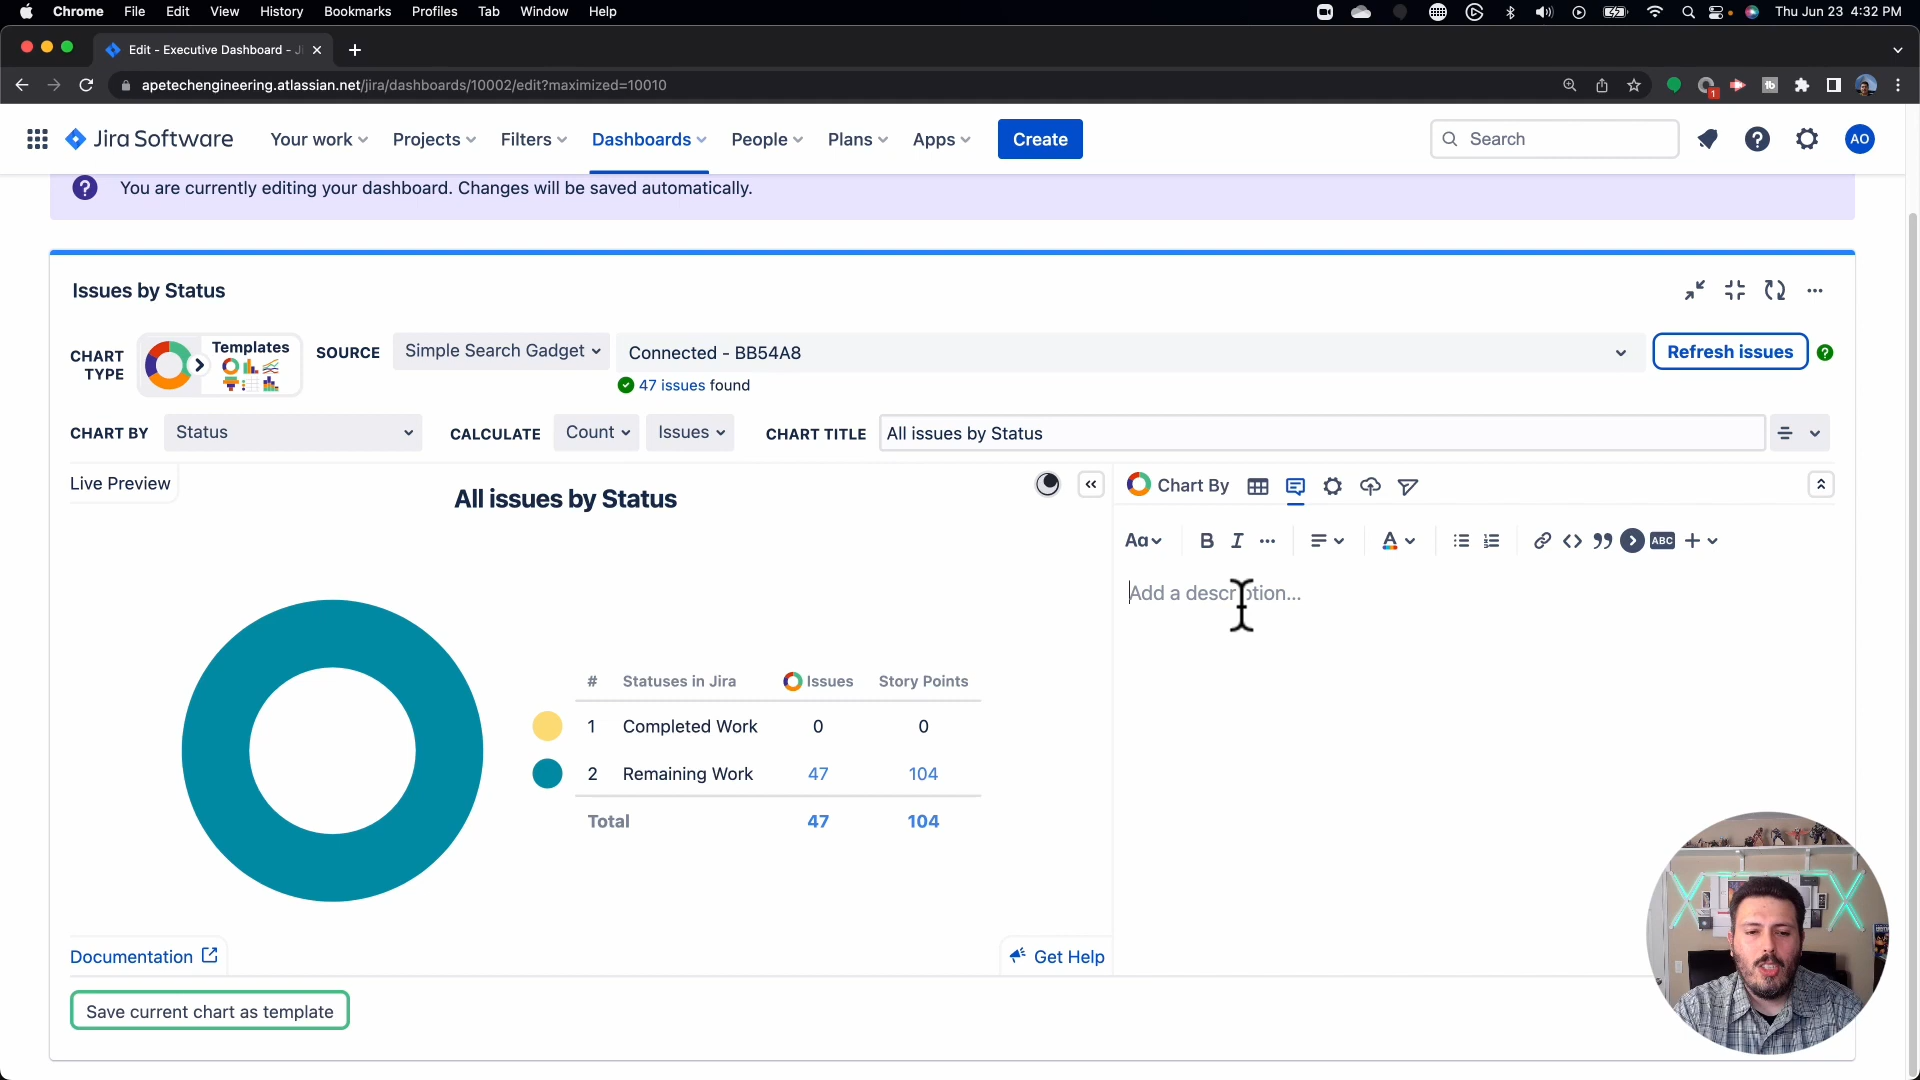 Chrome File Edit View History Bookmarks Profiles Tab Window Help Thu Jun 23 4:32 PM
Edit - Executive Dashboard - Ji
apetechengineering.atlassian.net/jira/dashboards/10002/edit?maximized=10010
1
Jira Software Your work Projects Filters Dashboards People Plans Apps Create Search AO
You are currently editing your dashboard. Changes will be saved automatically.
Issues by Status
CHART TYPE Templates SOURCE Simple Search Gadget Connected - BB54A8 Refresh issues
47 issues found
CHART BY Status CALCULATE Count Issues CHART TITLE All issues by Status
Live Preview All issues by Status Chart By
Aa B I A ABC
Add a description...
# Statuses in Jira Issues Story Points
1 Completed Work 0 0
2 Remaining Work 47 104
Total 47 104
Documentation Get Help
Save current chart as template